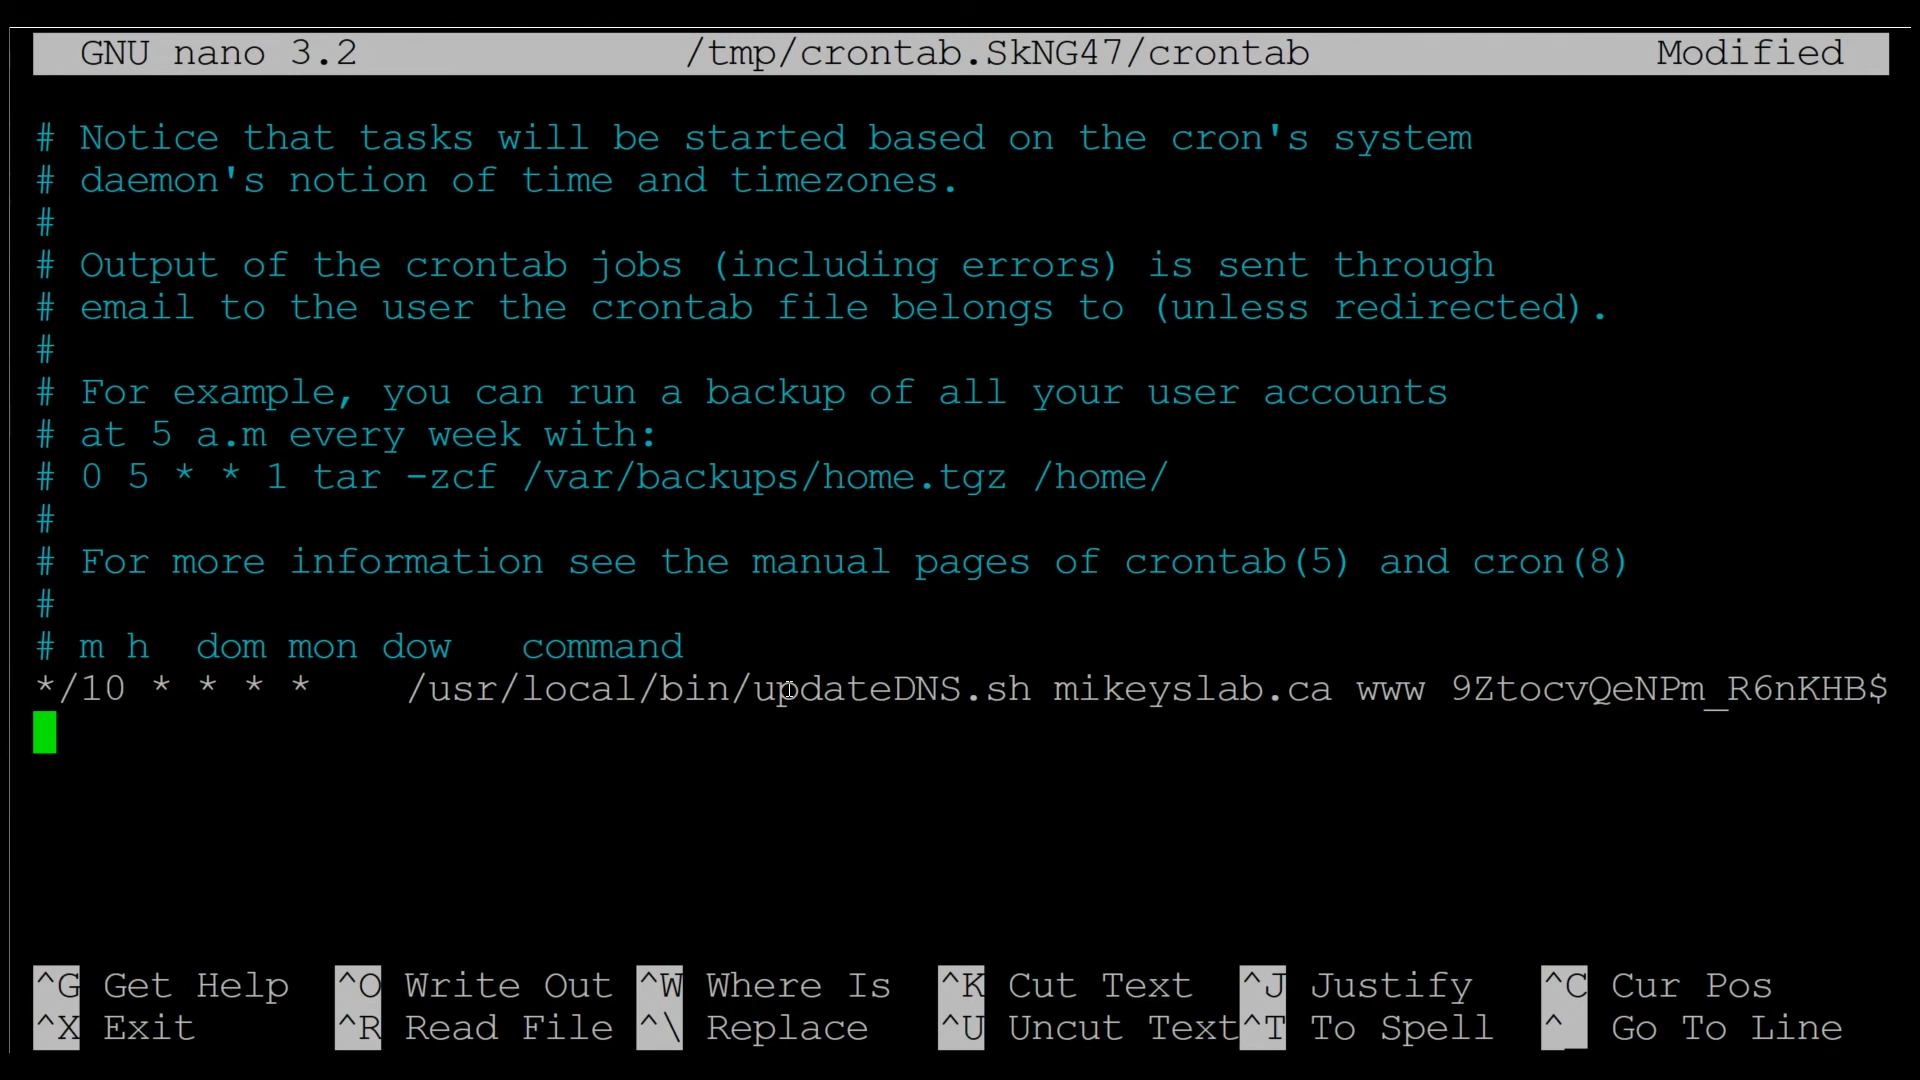 GNU nano 3.2 /tmp/crontab.SkNG47/crontab Modified
# Notice that tasks will be started based on the cron's system
# daemon's notion of time and timezones.
#
# Output of the crontab jobs (including errors) is sent through
# email to the user the crontab file belongs to (unless redirected).
#
# For example, you can run a backup of all your user accounts
# at 5 a.m every week with:
# 0 5 * * 1 tar -zcf /var/backups/home.tgz /home/
#
# For more information see the manual pages of crontab(5) and cron(8)
#
# m h  dom mon dow   command
*/10 * * * *    /usr/local/bin/updateDNS.sh mikeyslab.ca www 9ZtocvQeNPm_R6nKHB$
^G Get Help ^O Write Out ^W Where Is ^K Cut Text ^J Justify ^C Cur Pos
^X Exit ^R Read File ^\ Replace ^U Uncut Text ^T To Spell ^_ Go To Line